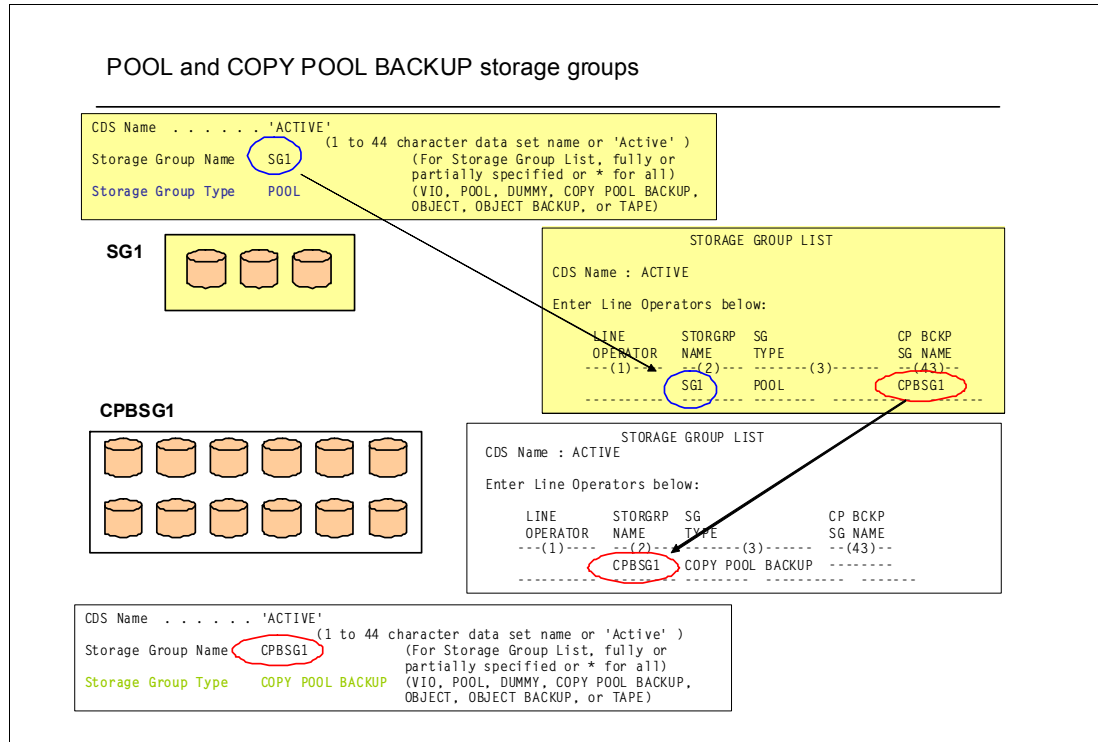 POOL and COPY POOL BACKUP storage groups
CDS Name . . . . . . 'ACTIVE'
(1 to 44 character data set name or 'Active' )
Storage Group Name SG1 (For Storage Group List, fully or
partially specified or * for all)
Storage Group Type POOL (VIO, POOL, DUMMY, COPY POOL BACKUP,
OBJECT, OBJECT BACKUP, or TAPE)
SG1
STORAGE GROUP LIST
CDS Name : ACTIVE
Enter Line Operators below:
LINE STORGRP SG CP BCKP
OPERATOR NAME TYPE SG NAME
---(1)---- --(2)--- -------(3)------ --(43)--
SG1 POOL CPBSG1
---------- -------- -------- --------
CPBSG1
STORAGE GROUP LIST
CDS Name : ACTIVE
Enter Line Operators below:
LINE STORGRP SG CP BCKP
OPERATOR NAME TYPE SG NAME
---(1)---- --(2)--- -------(3)------ --(43)--
CPBSG1 COPY POOL BACKUP --------
---------- -------- -------- -------- -------
CDS Name . . . . . . 'ACTIVE'
(1 to 44 character data set name or 'Active' )
Storage Group Name CPBSG1 (For Storage Group List, fully or
partially specified or * for all)
Storage Group Type COPY POOL BACKUP (VIO, POOL, DUMMY, COPY POOL BACKUP,
OBJECT, OBJECT BACKUP, or TAPE)